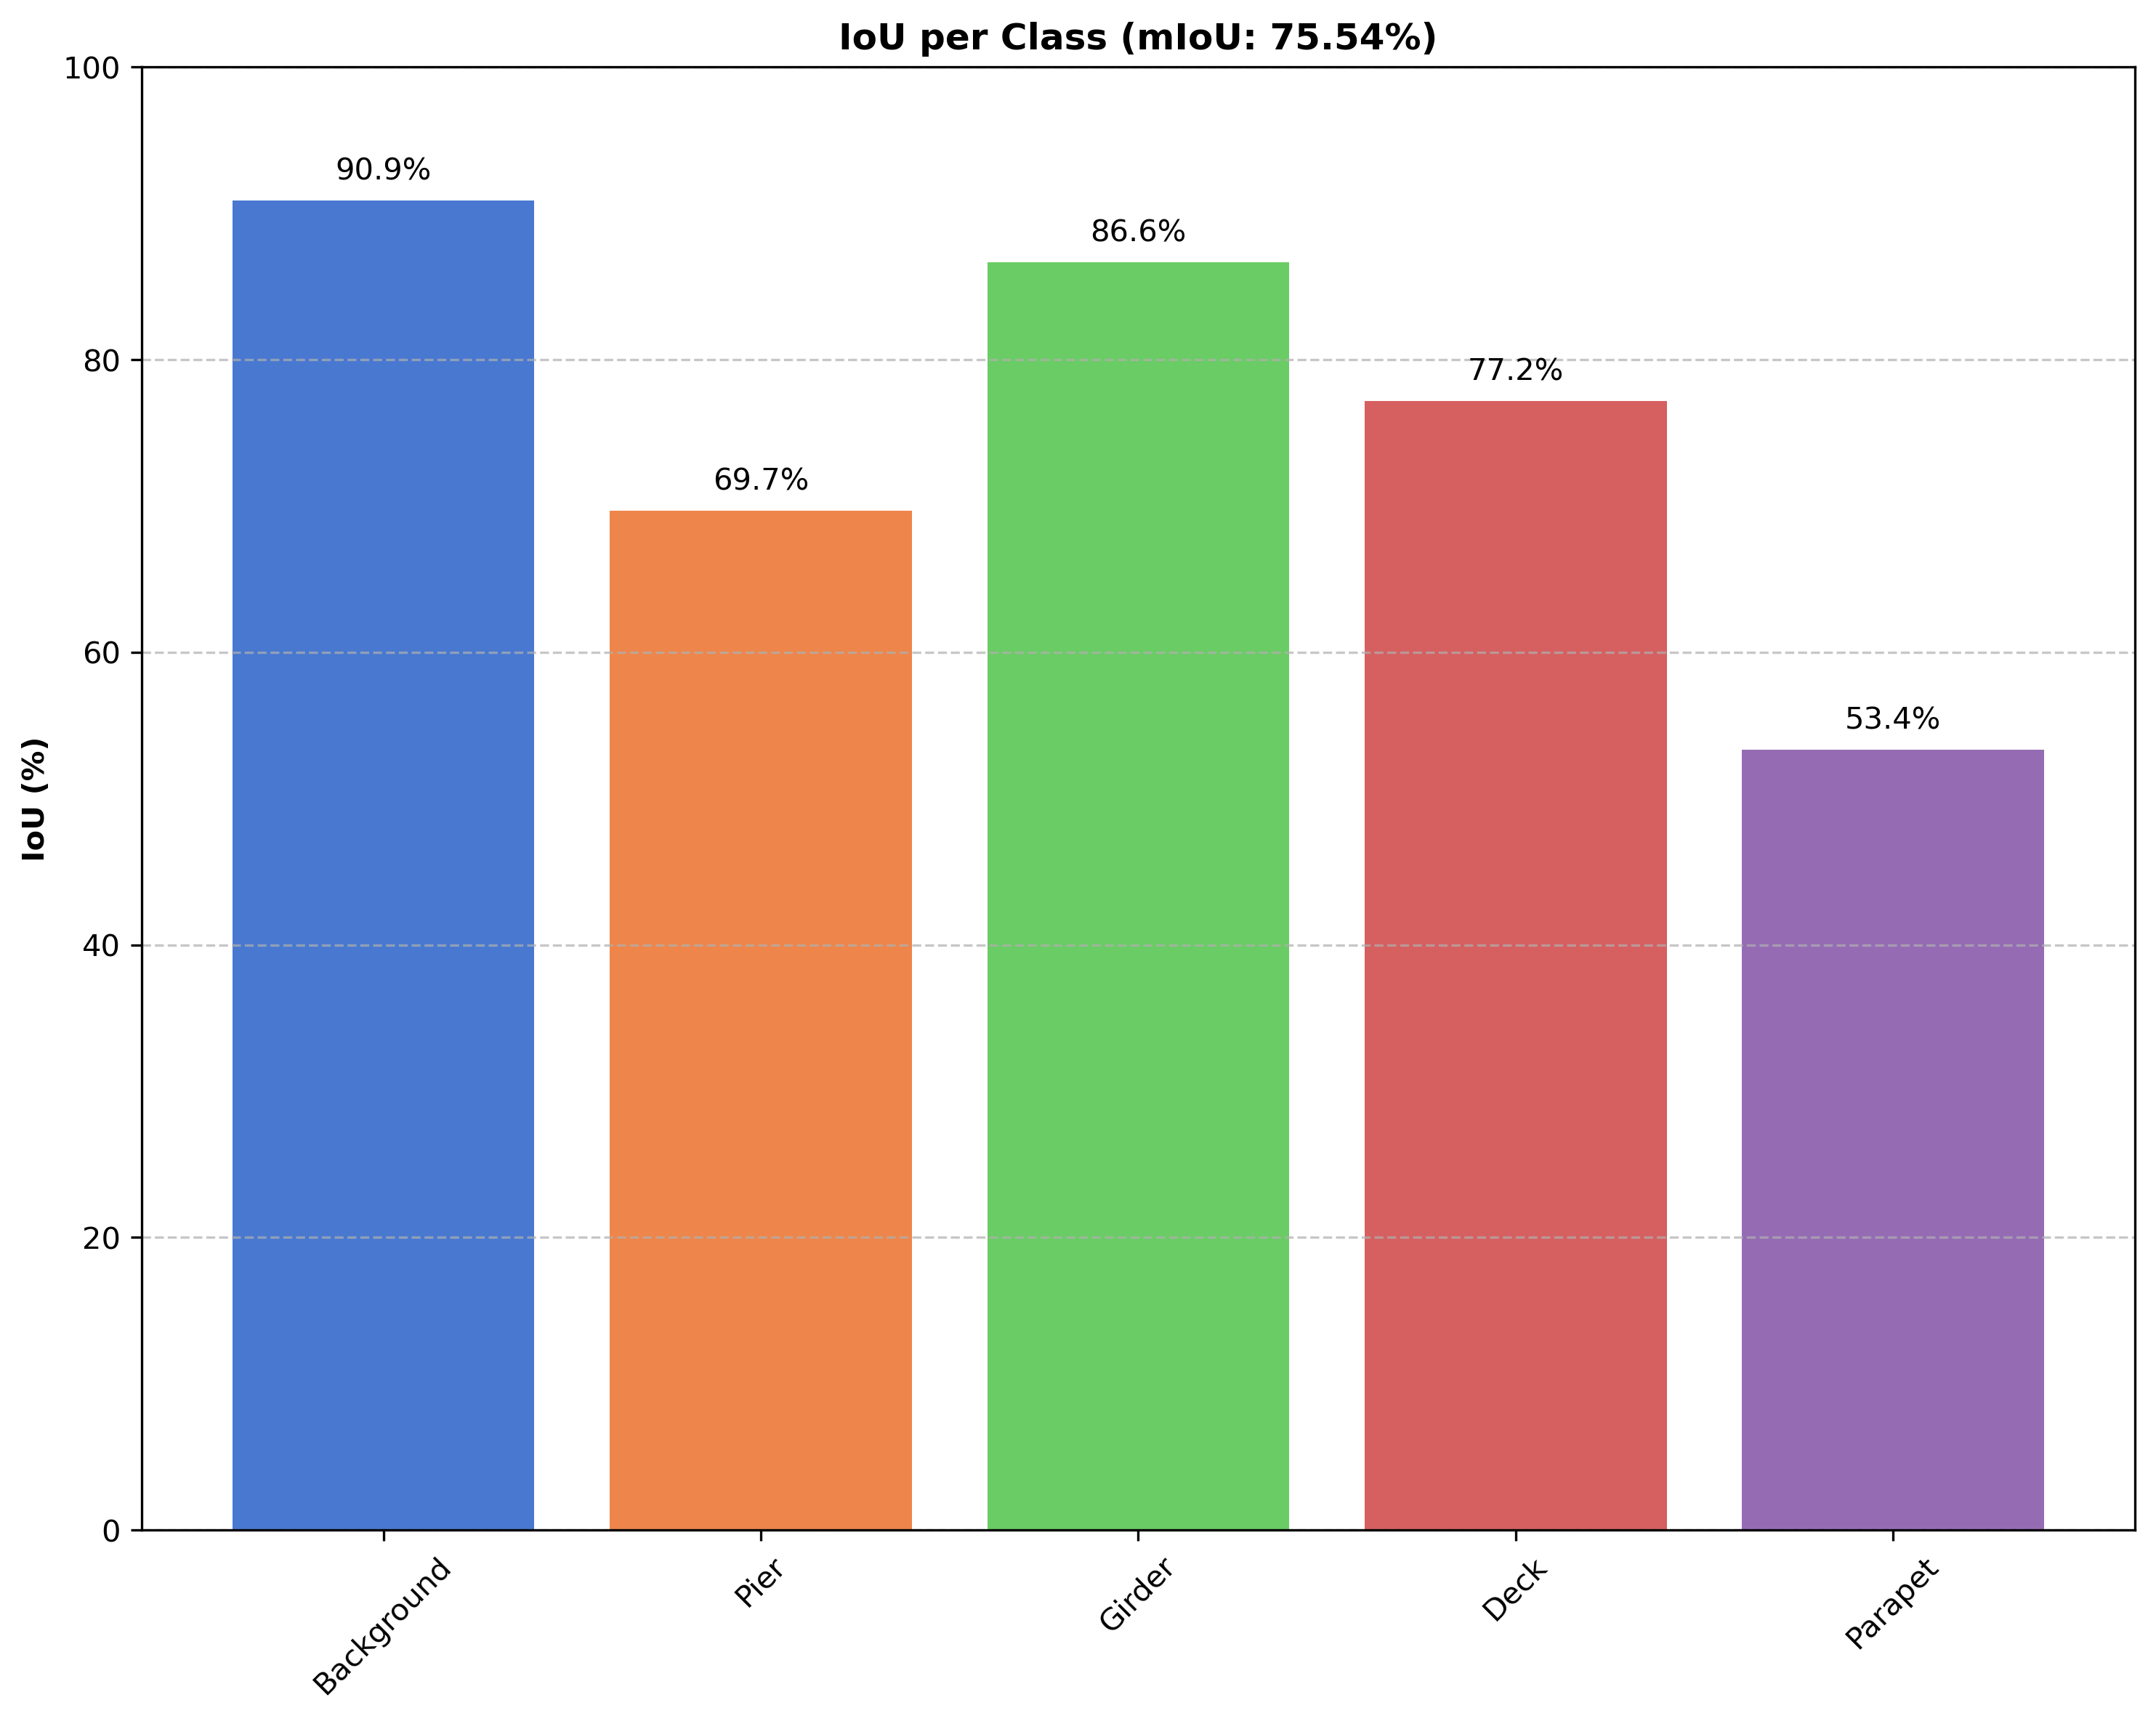 IoU per Class (mIoU: 75.54%)
100
80
60
40
20
0
IoU (%)
90.9%
69.7%
86.6%
77.2%
53.4%
Background
Pier
Girder
Deck
Parapet